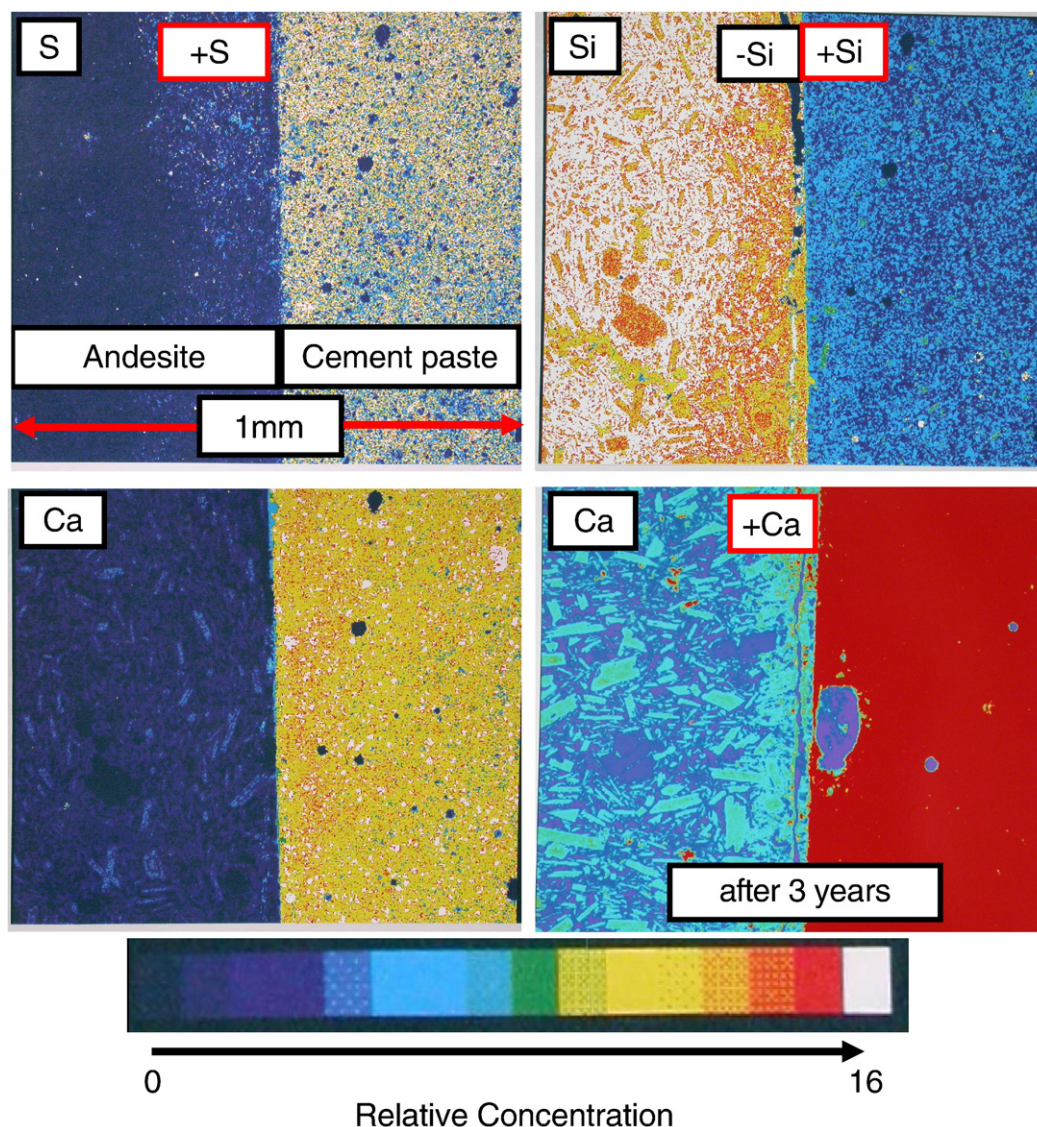 S
+S
Andesite
Cement paste
1mm
Si
-Si
+Si
Ca
Ca
+Ca
after 3 years
0
16
Relative Concentration